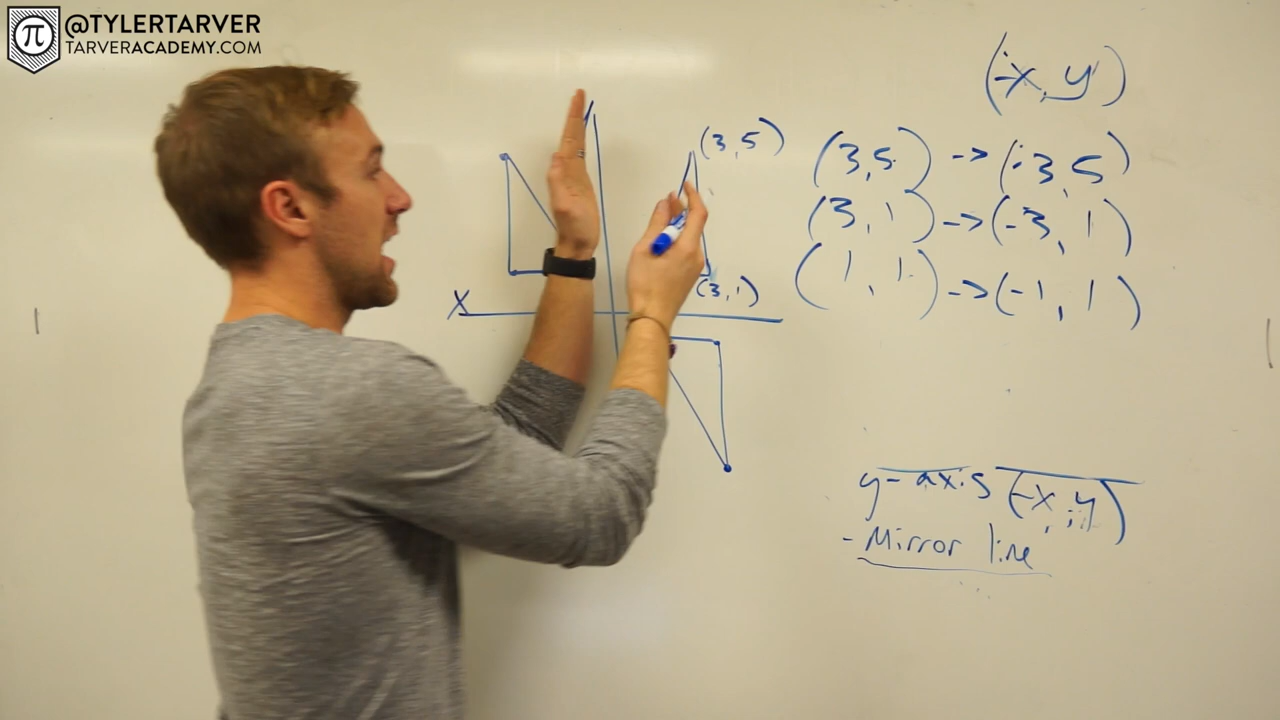 @TYLERTARVER
TARVERACADEMY.COM
π
(-x, y)
(3,5)
(3,5) -> (-3,5)
(3,1) -> (-3,1)
(1,1) -> (-1,1)
(3,1)
X
y-axis (-x, y)
- Mirror line